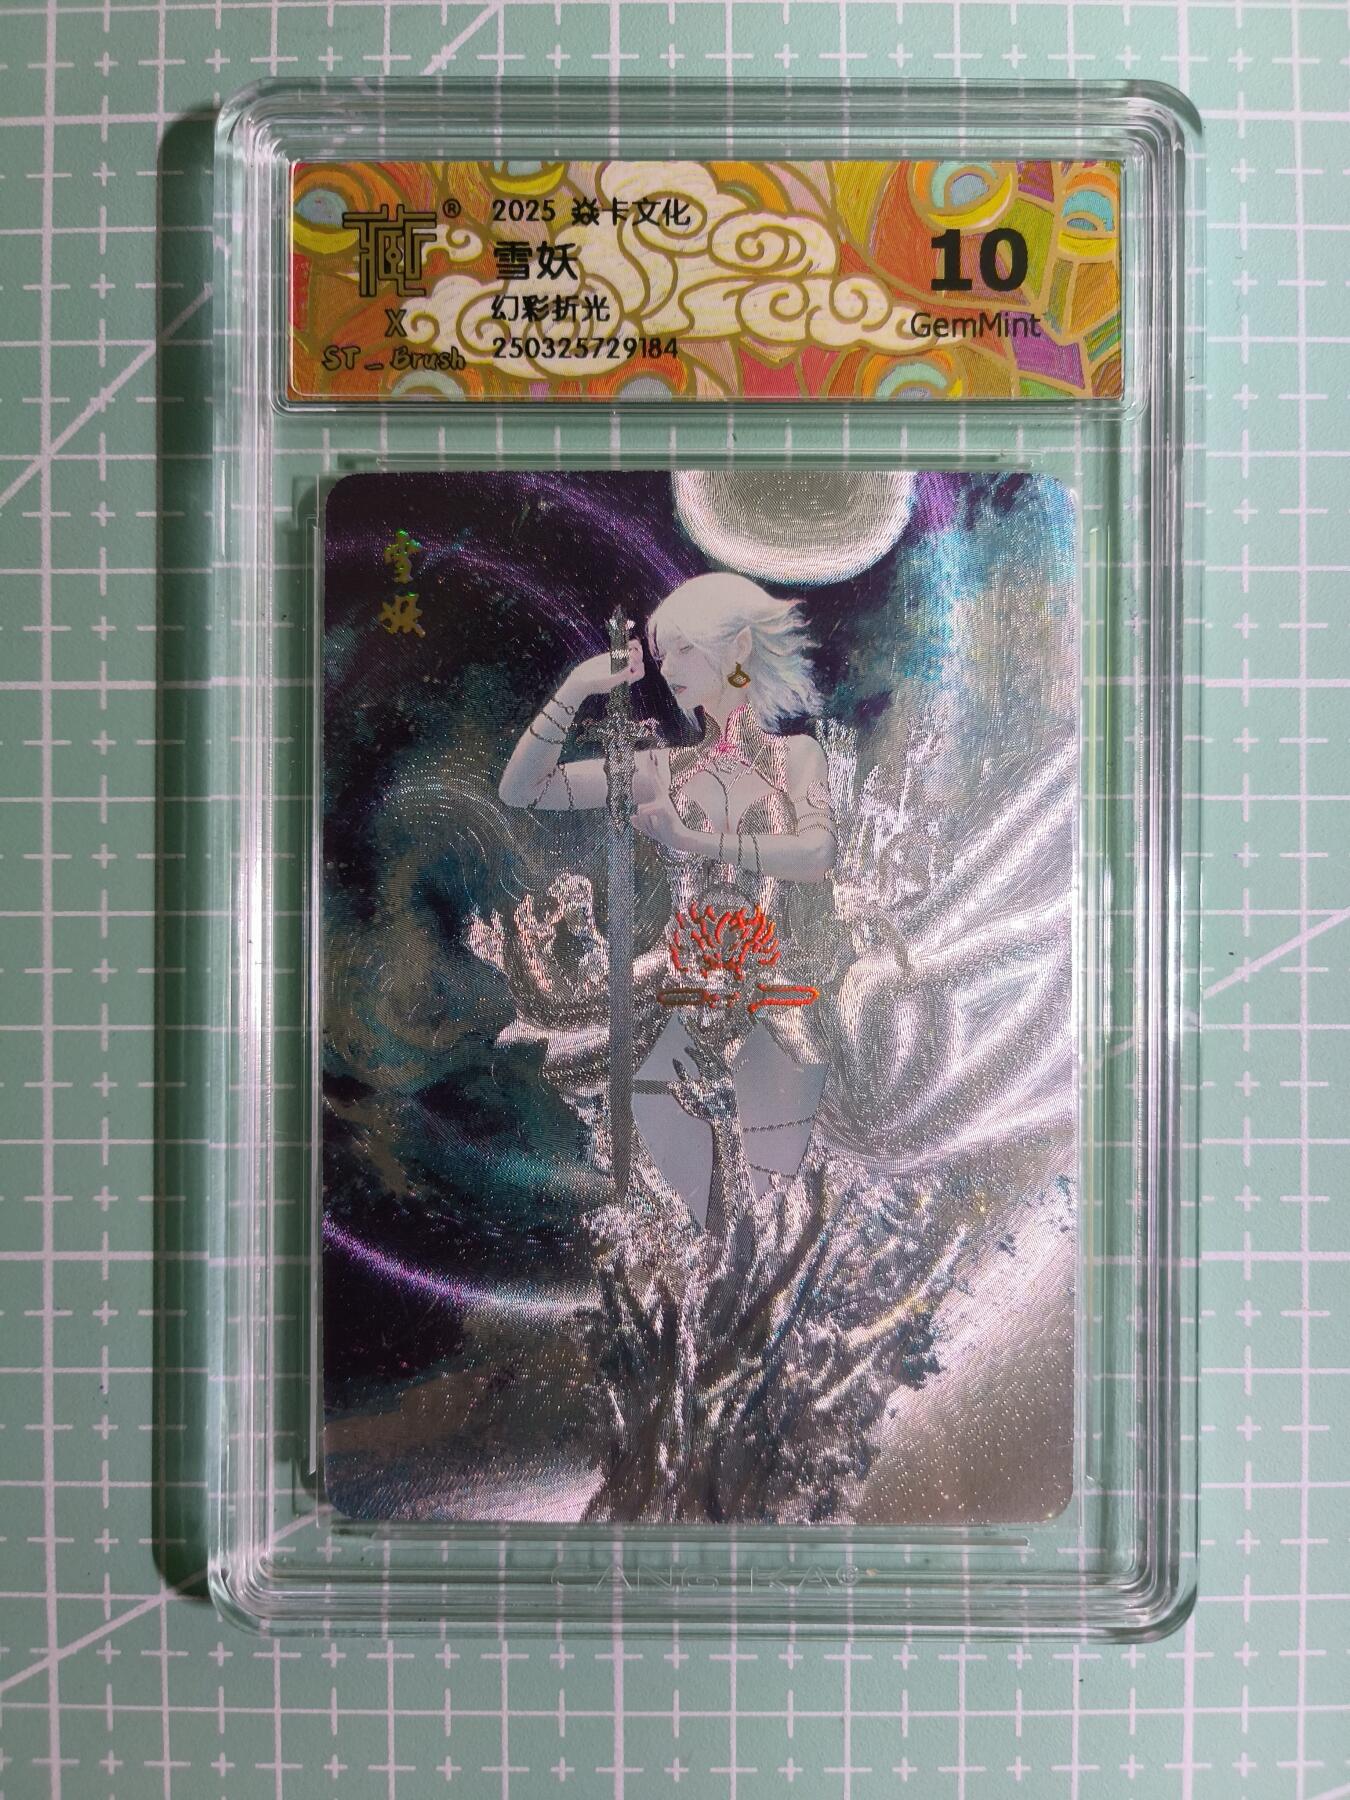 藏®
X
ST_Brush
2025 焱卡文化
雪妖
幻彩折光
250325729184
10
GemMint
雪妖
CANG KA®